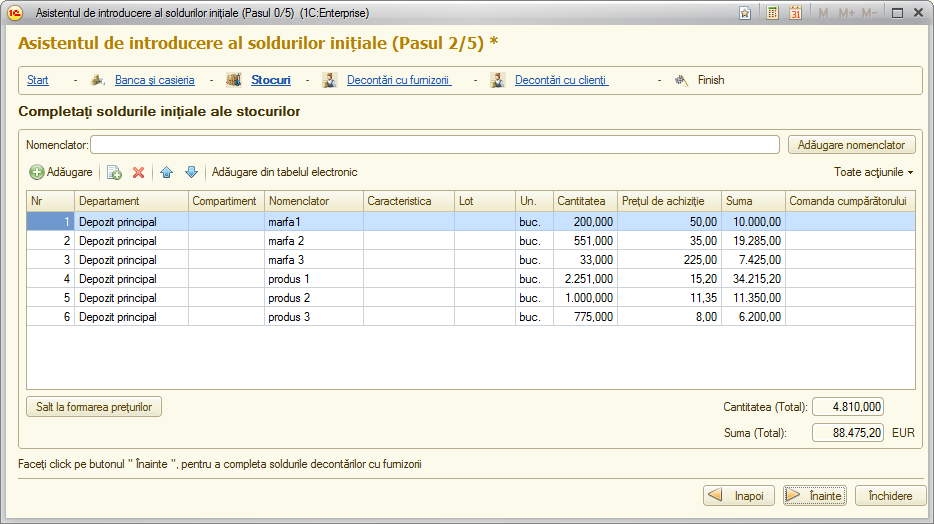 Asistentul de introducere al soldurilor inițiale (Pasul 0/5) (1C:Enterprise)
M M+ M-
Asistentul de introducere al soldurilor inițiale (Pasul 2/5) *
Start - Banca și casieria - Stocuri - Decontări cu furnizorii - Decontări cu clienți - Finish
Completați soldurile inițiale ale stocurilor
Nomenclator: Adăugare nomenclator
Adăugare Adăugare din tabelul electronic Toate acțiunile
Nr Departament Compartiment Nomenclator Caracteristica Lot Un. Cantitatea Prețul de achiziție Suma Comanda cumpărătorului
1 Depozit principal marfa1 buc. 200,000 50,00 10.000,00
2 Depozit principal marfa 2 buc. 551,000 35,00 19.285,00
3 Depozit principal marfa 3 buc. 33,000 225,00 7.425,00
4 Depozit principal produs 1 buc. 2.251,000 15,20 34.215,20
5 Depozit principal produs 2 buc. 1.000,000 11,35 11.350,00
6 Depozit principal produs 3 buc. 775,000 8,00 6.200,00
Salt la formarea prețurilor Cantitatea (Total): 4.810,000
Suma (Total): 88.475,20 EUR
Faceți click pe butonul " Înainte ", pentru a completa soldurile decontărilor cu furnizorii
Inapoi Înainte Închidere